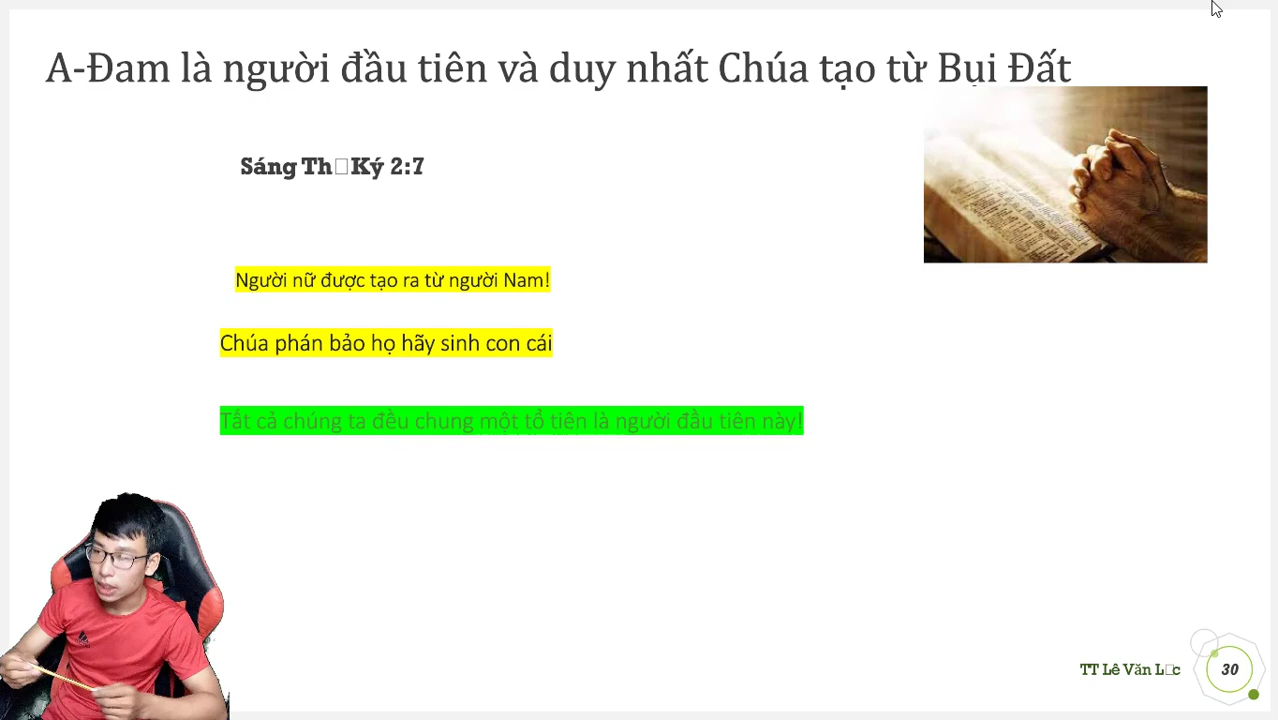 A-Đam là người đầu tiên và duy nhất Chúa tạo từ Bụi Đất
Sáng Th□Ký 2:7
Người nữ được tạo ra từ người Nam!
Chúa phán bảo họ hãy sinh con cái
Tất cả chúng ta đều chung một tổ tiên là người đầu tiên này!
TT Lê Văn L□c
30